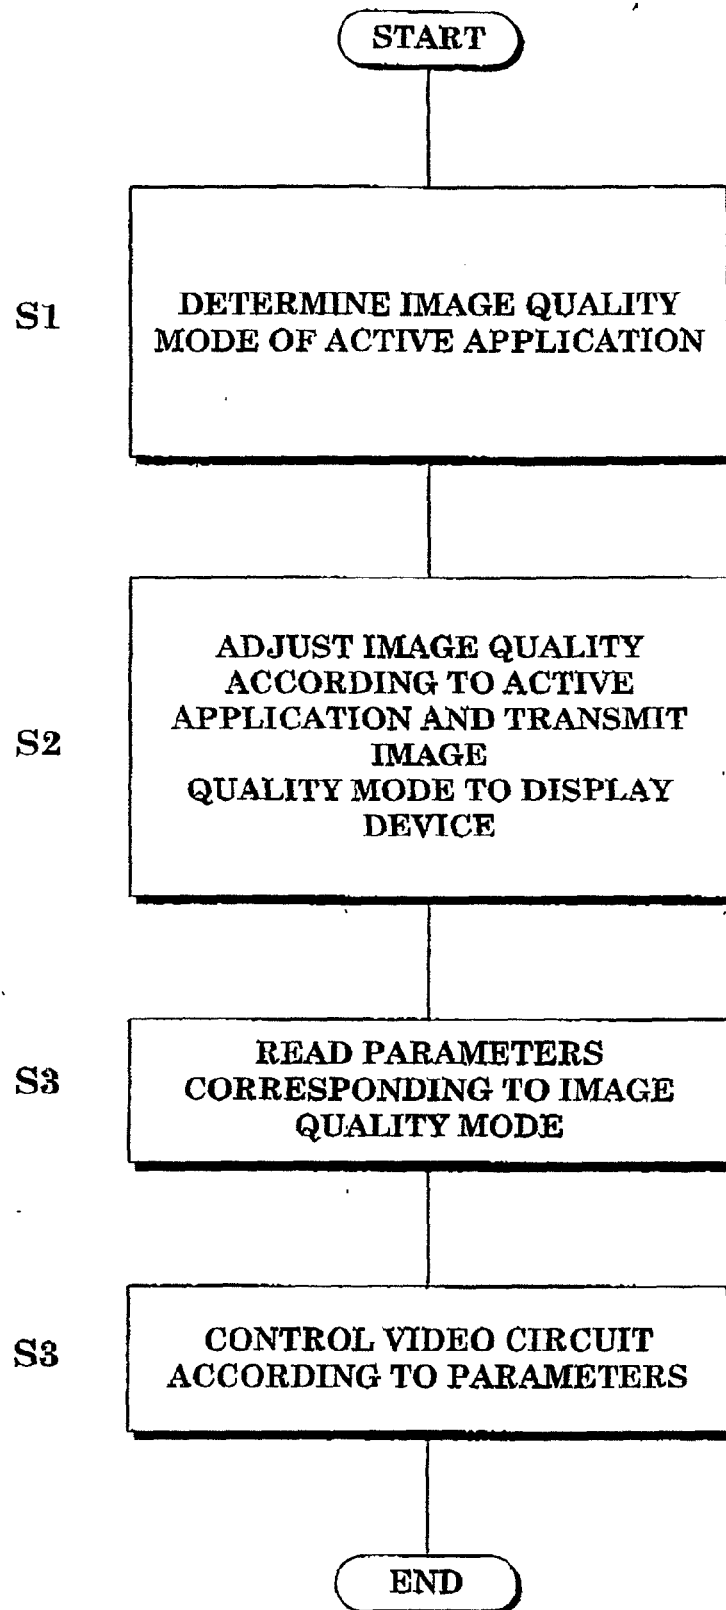 START
S1
DETERMINE IMAGE QUALITY
MODE OF ACTIVE APPLICATION
S2
ADJUST IMAGE QUALITY
ACCORDING TO ACTIVE
APPLICATION AND TRANSMIT
IMAGE
QUALITY MODE TO DISPLAY
DEVICE
S3
READ PARAMETERS
CORRESPONDING TO IMAGE
QUALITY MODE
S3
CONTROL VIDEO CIRCUIT
ACCORDING TO PARAMETERS
END